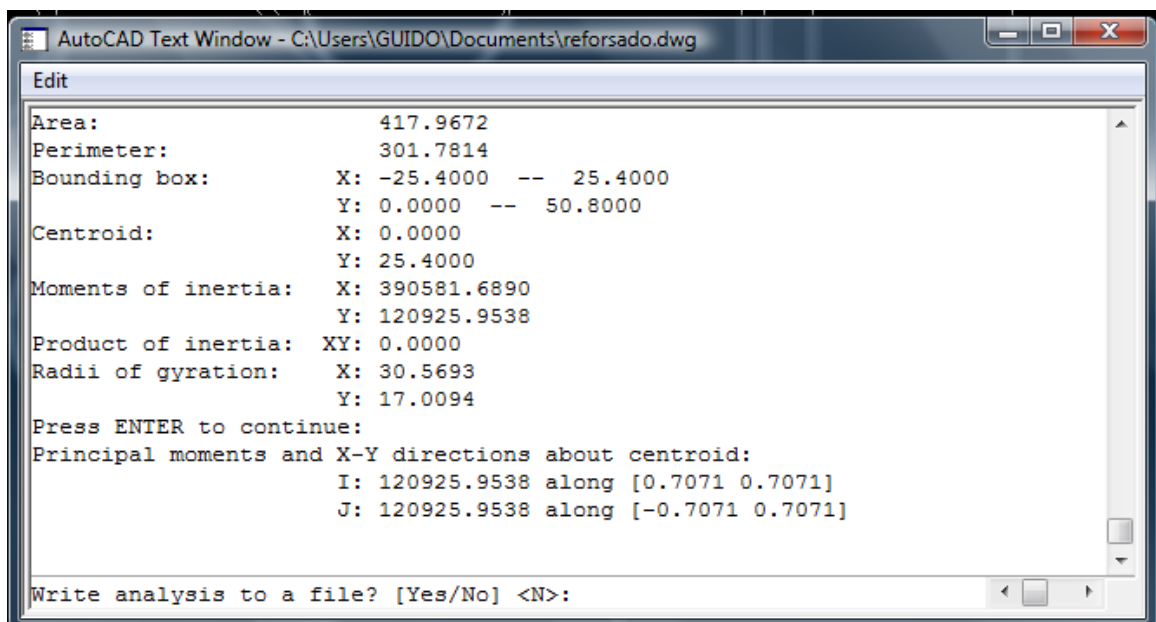 AutoCAD Text Window - C:\Users\GUIDO\Documents\reforsado.dwg
Edit
Area: 417.9672
Perimeter: 301.7814
Bounding box: X: -25.4000 -- 25.4000
Y: 0.0000 -- 50.8000
Centroid: X: 0.0000
Y: 25.4000
Moments of inertia: X: 390581.6890
Y: 120925.9538
Product of inertia: XY: 0.0000
Radii of gyration: X: 30.5693
Y: 17.0094
Press ENTER to continue:
Principal moments and X-Y directions about centroid:
I: 120925.9538 along [0.7071 0.7071]
J: 120925.9538 along [-0.7071 0.7071]
Write analysis to a file? [Yes/No] <N>: